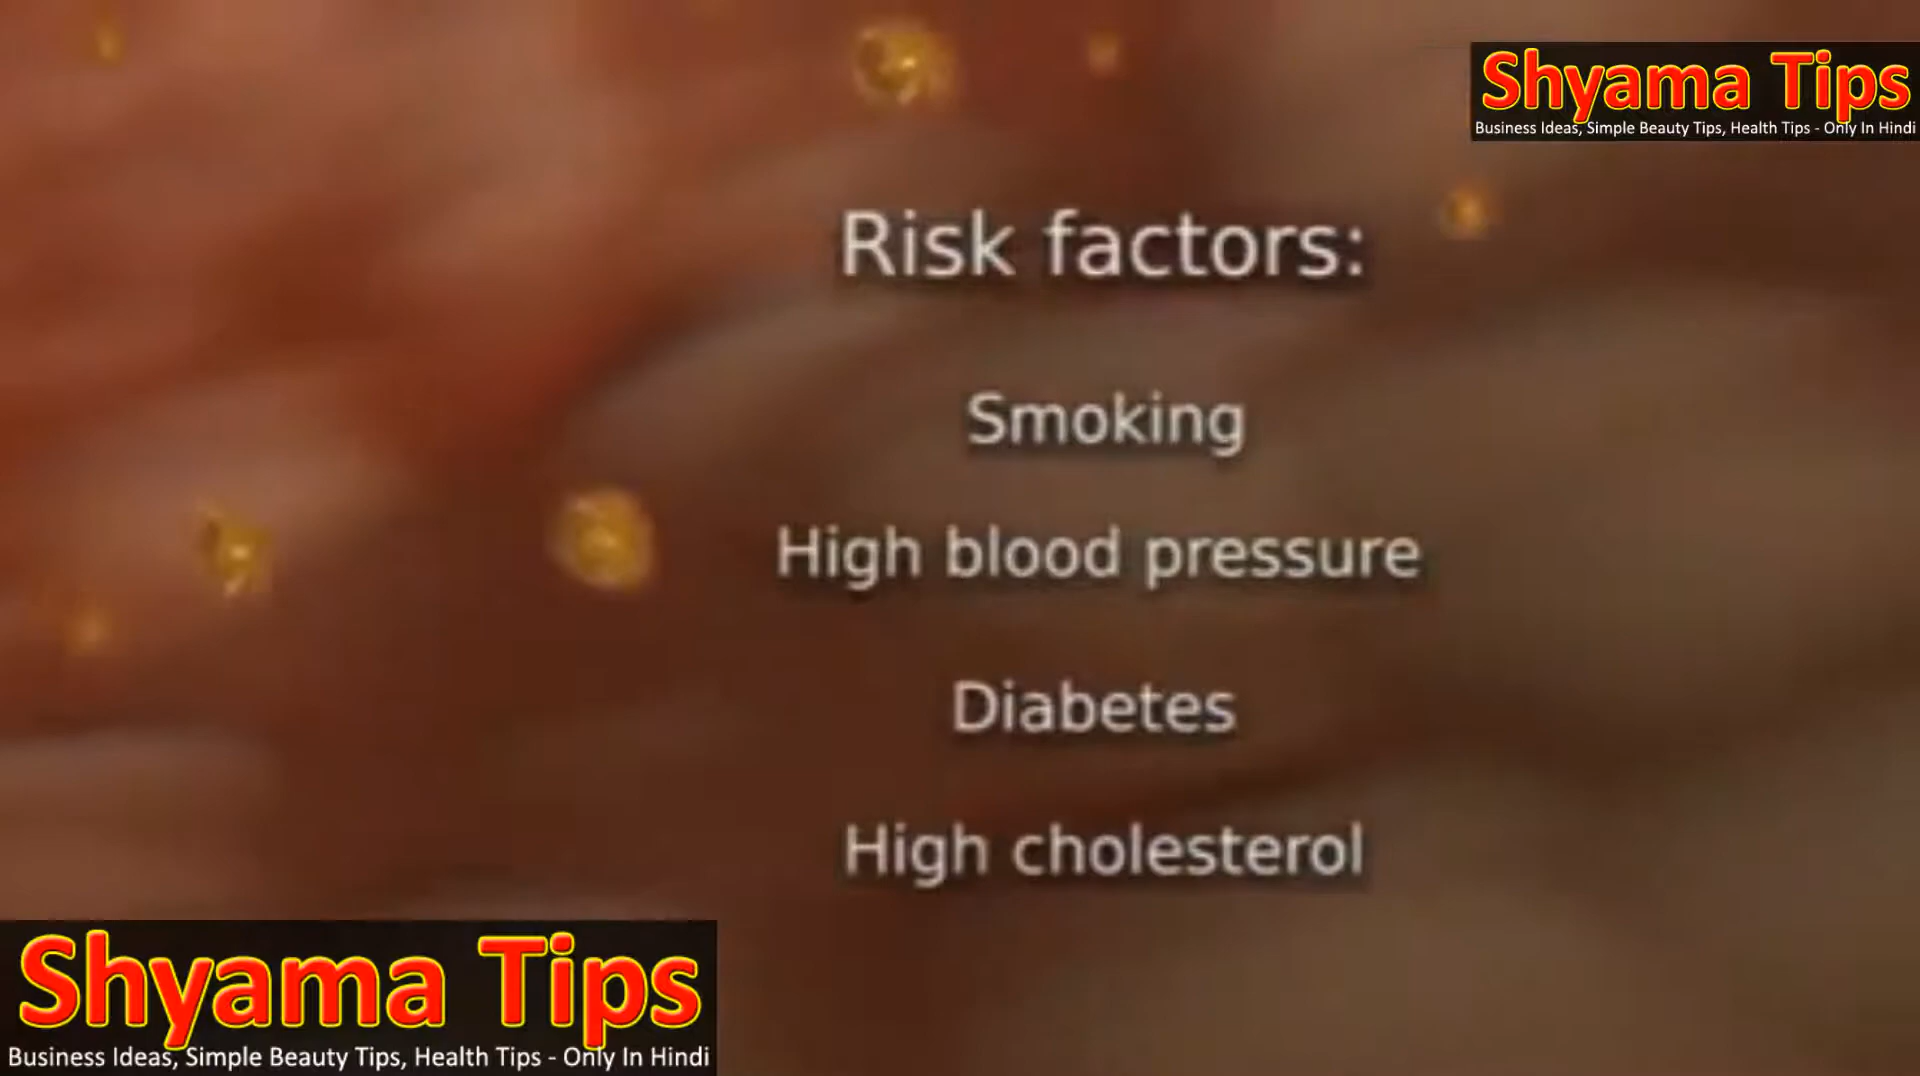 Shyama Tips
Business Ideas, Simple Beauty Tips, Health Tips - Only In Hindi
Risk factors:
Smoking
High blood pressure
Diabetes
High cholesterol
Shyama Tips
Business Ideas, Simple Beauty Tips, Health Tips - Only In Hindi